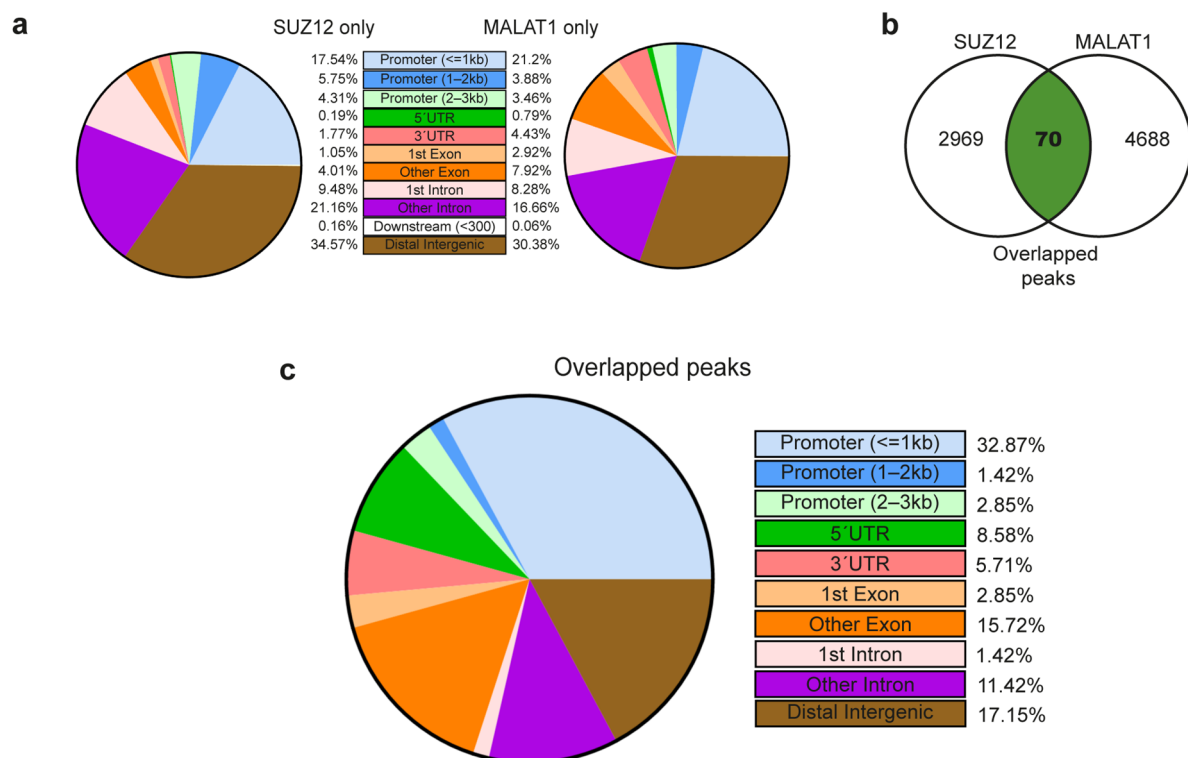 a
SUZ12 only MALAT1 only
17.54% Promoter (<=1kb) 21.2%
5.75% Promoter (1–2kb) 3.88%
4.31% Promoter (2–3kb) 3.46%
0.19% 5´UTR 0.79%
1.77% 3´UTR 4.43%
1.05% 1st Exon 2.92%
4.01% Other Exon 7.92%
9.48% 1st Intron 8.28%
21.16% Other Intron 16.66%
0.16% Downstream (<300) 0.06%
34.57% Distal Intergenic 30.38%
b
SUZ12 MALAT1
2969 70 4688
Overlapped
peaks
c
Overlapped peaks
Promoter (<=1kb) 32.87%
Promoter (1–2kb) 1.42%
Promoter (2–3kb) 2.85%
5´UTR 8.58%
3´UTR 5.71%
1st Exon 2.85%
Other Exon 15.72%
1st Intron 1.42%
Other Intron 11.42%
Distal Intergenic 17.15%